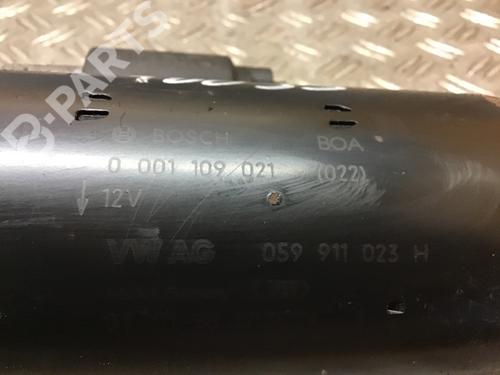 B-PARTS
BOSCH BOA
0 001 109 021 (022)
12V
VW AG 059 911 023 H